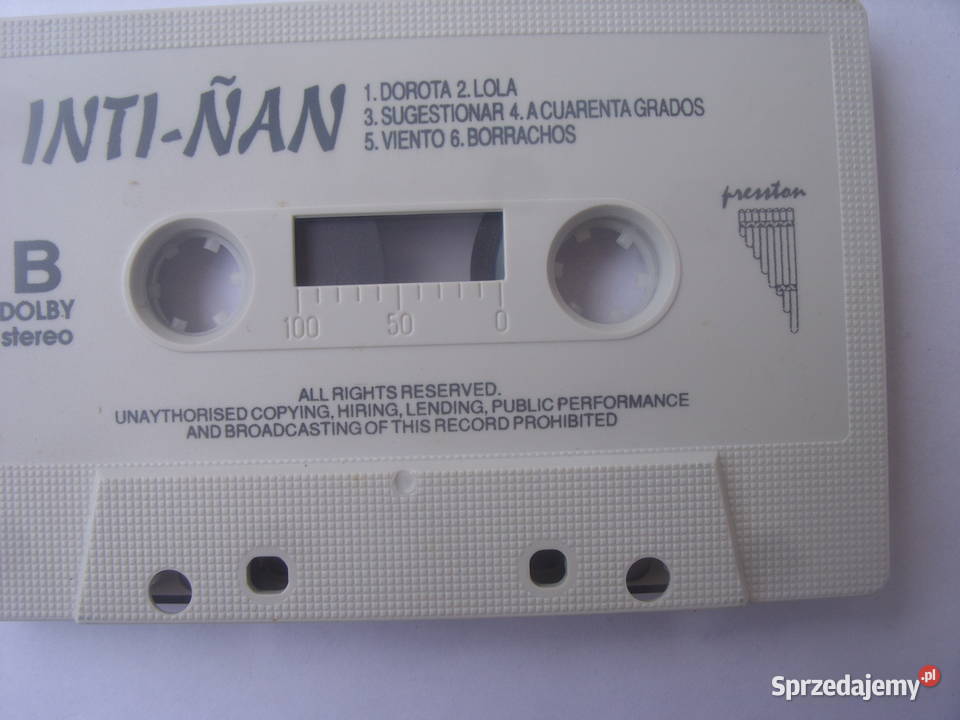 INTI-ÑAN
1. DOROTA 2. LOLA
3. SUGESTIONAR 4. A CUARENTA GRADOS
5. VIENTO 6. BORRACHOS
presston
B
DOLBY
stereo
100 50 0
ALL RIGHTS RESERVED.
UNAYTHORISED COPYING, HIRING, LENDING, PUBLIC PERFORMANCE
AND BROADCASTING OF THIS RECORD PROHIBITED
Sprzedajemy.pl